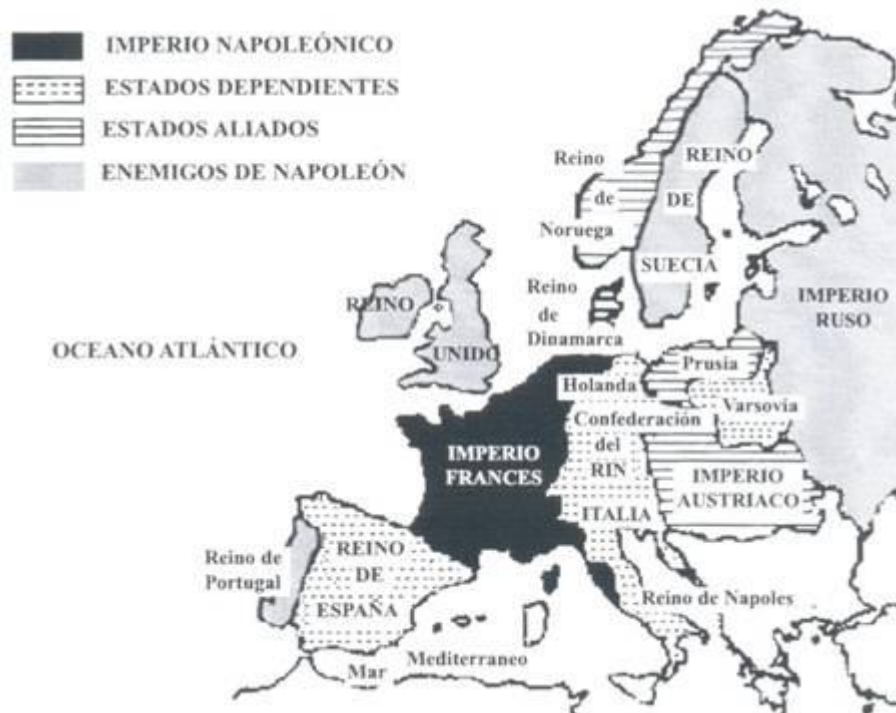 IMPERIO NAPOLEÓNICO
ESTADOS DEPENDIENTES
ESTADOS ALIADOS
ENEMIGOS DE NAPOLEÓN
Reino
de
Noruega
REINO
DE
SUECIA
IMPERIO
RUSO
Reino
de
Dinamarca
REINO
UNIDO
OCEANO ATLÁNTICO
Prusia
Holanda
Varsovia
Confederación
del
RIN
IMPERIO
FRANCES
IMPERIO
AUSTRIACO
ITALIA
Reino de
Portugal
REINO
DE
ESPAÑA
Reino de Napoles
Mar Mediterraneo